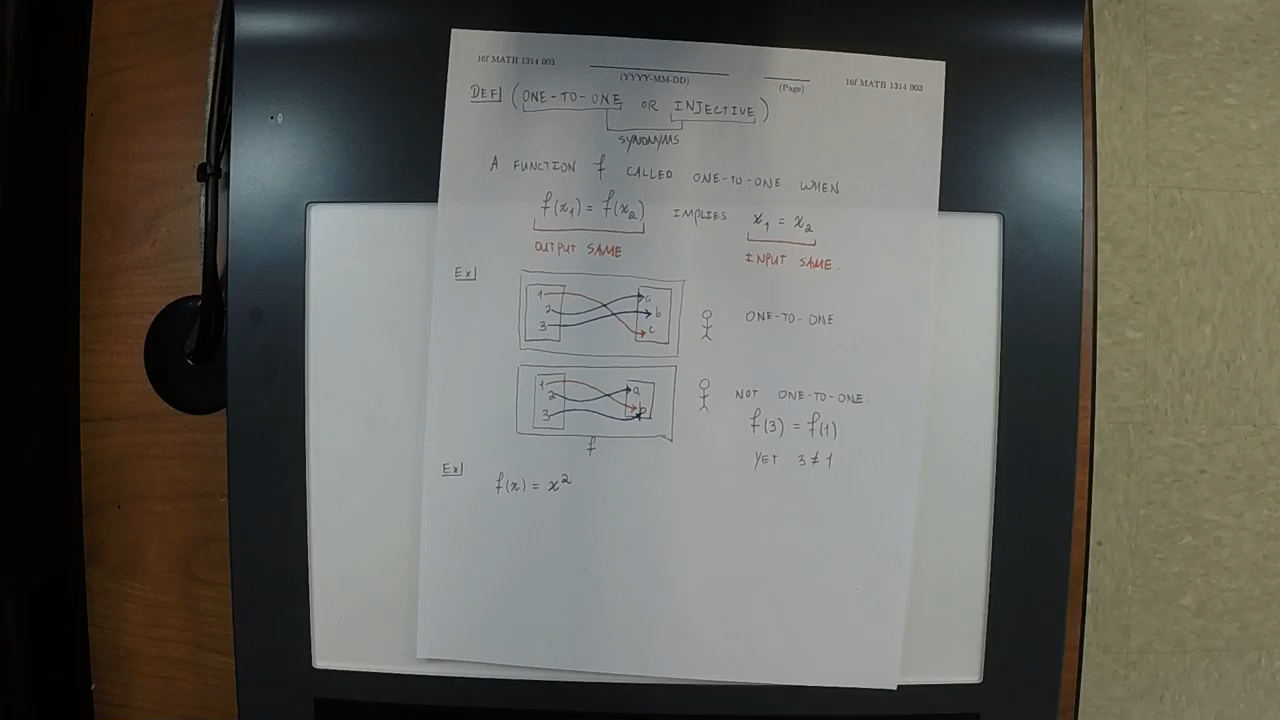 16f MATH 1314 003
(YYYY-MM-DD)
(Page)
16f MATH 1314 003
DEF (ONE-TO-ONE OR INJECTIVE)
SYNONYMS
A FUNCTION f CALLED ONE-TO-ONE WHEN
f(x₁) = f(x₂) IMPLIES x₁ = x₂
OUTPUT SAME INPUT SAME.
Ex
1 a
2 b
3 c
ONE-TO-ONE
1 a
2 b
3
f
NOT ONE-TO-ONE.
f(3) = f(1)
YET 3 ≠ 1
Ex
f(x) = x²